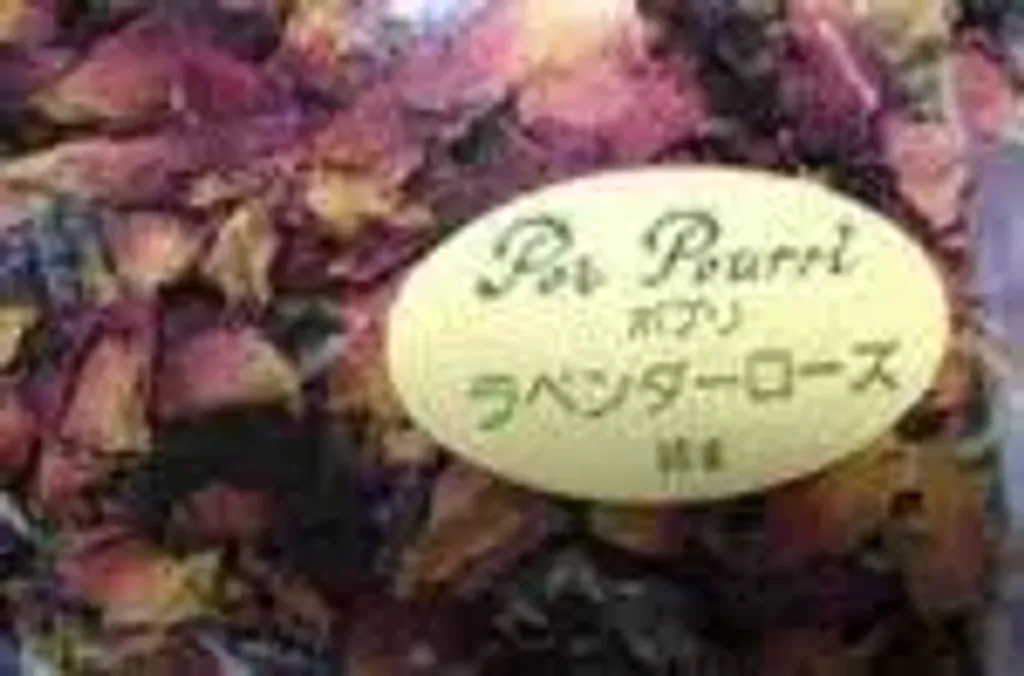 Pot Pourri
ポプリ
ラベンダーローズ